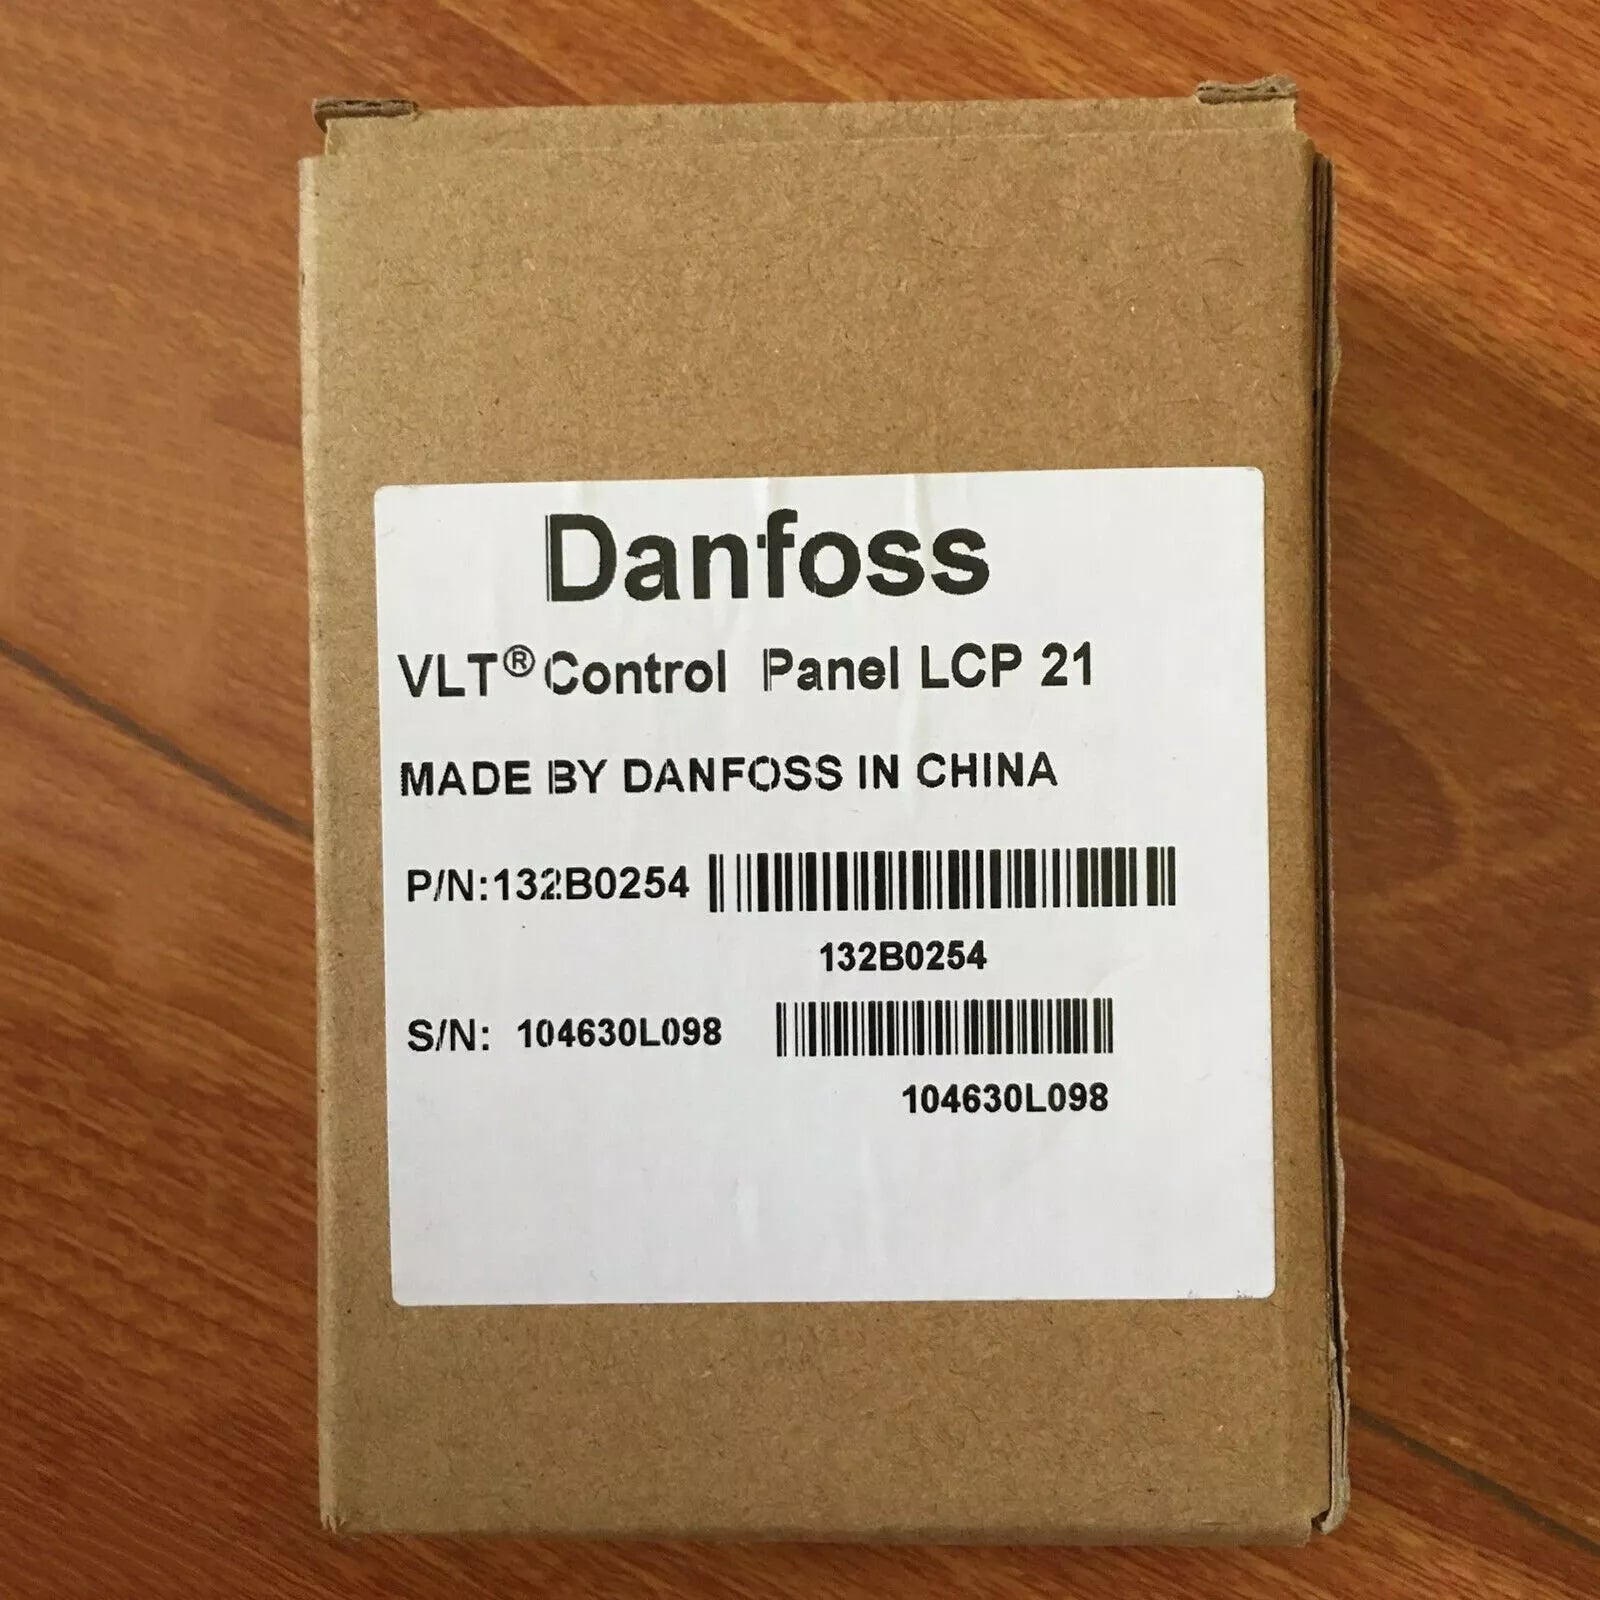 Danfoss
VLT® Control Panel LCP 21
MADE BY DANFOSS IN CHINA
P/N:132B0254
132B0254
S/N: 104630L098
104630L098